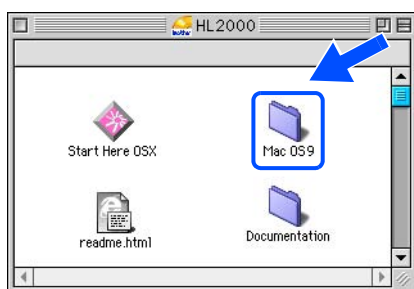 HL2000
Start Here OSX
Mac OS9
readme.html
Documentation